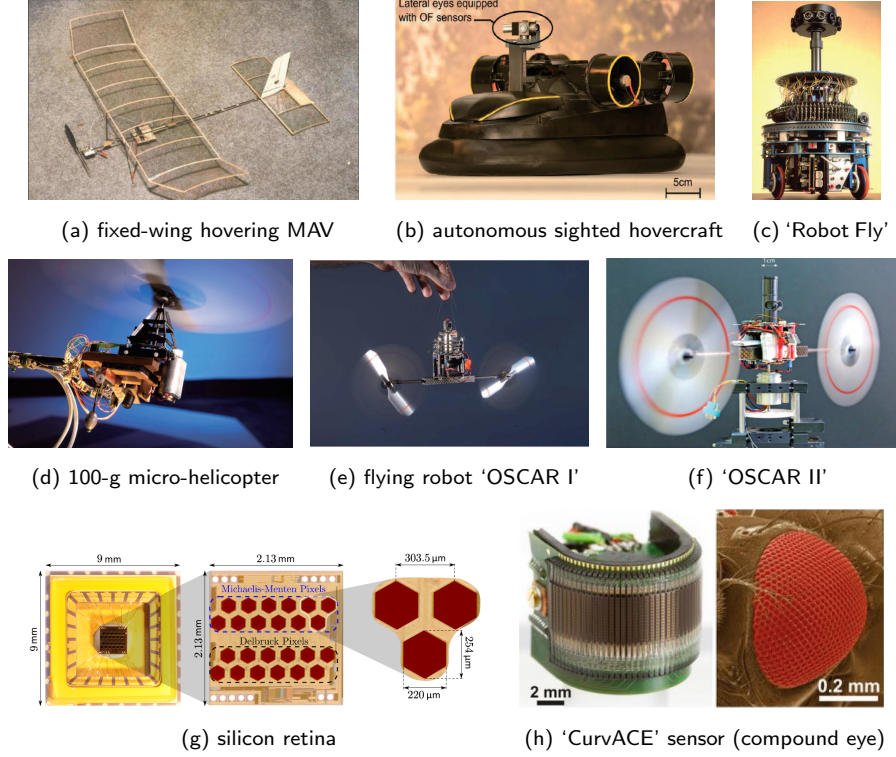 Lateral eyes equipped
with OF sensors
5cm
(a) fixed-wing hovering MAV
(b) autonomous sighted hovercraft
(c) ‘Robot Fly’
1cm
(d) 100-g micro-helicopter
(e) flying robot ‘OSCAR I’
(f) ‘OSCAR II’
9 mm
2.13 mm
303.5 µm
9 mm
2.13 mm
Michaelis-Menten Pixels
Delbruck Pixels
254 µm
220 µm
2 mm
0.2 mm
(g) silicon retina
(h) ‘CurvACE’ sensor (compound eye)